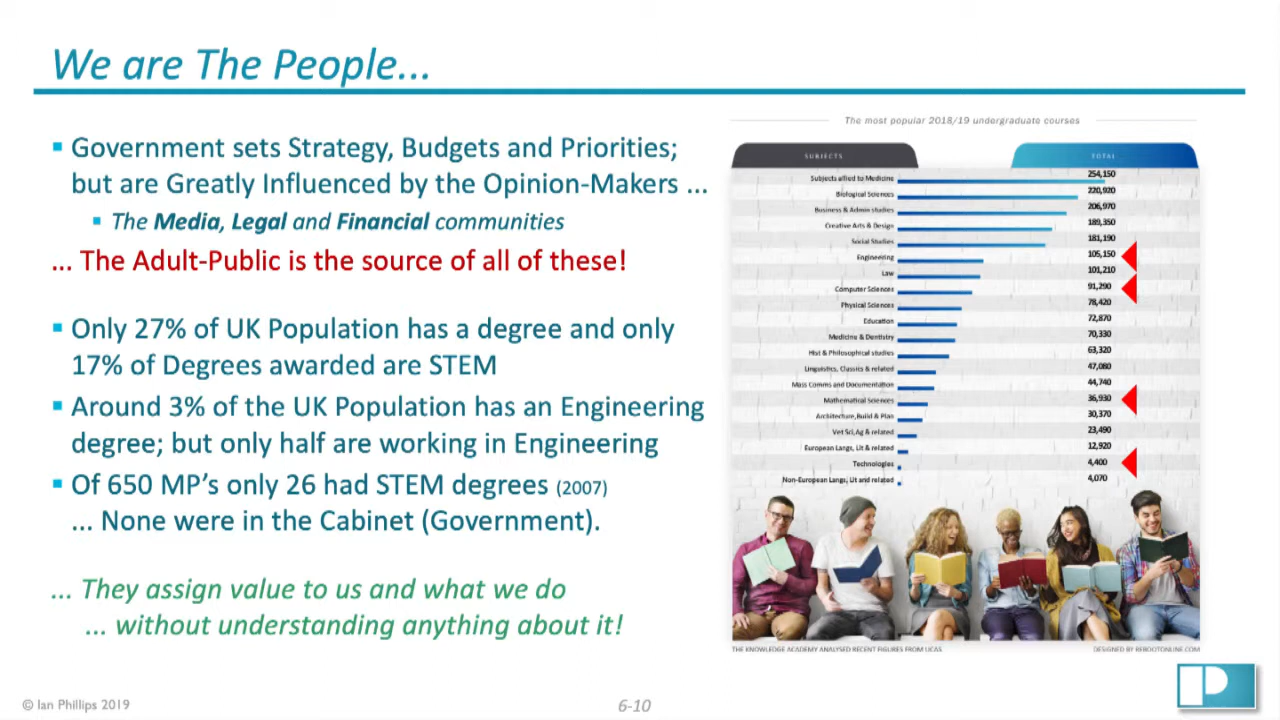 We are The People...
Government sets Strategy, Budgets and Priorities;
but are Greatly Influenced by the Opinion-Makers ...
The Media, Legal and Financial communities
... The Adult-Public is the source of all of these!
Only 27% of UK Population has a degree and only
17% of Degrees awarded are STEM
Around 3% of the UK Population has an Engineering
degree; but only half are working in Engineering
Of 650 MP's only 26 had STEM degrees (2007)
... None were in the Cabinet (Government).
... They assign value to us and what we do
... without understanding anything about it!
The most popular 2018/19 undergraduate courses
SUBJECTS TOTAL
Subjects allied to Medicine 254,150
Biological Sciences 220,920
Business & Admin studies 206,970
Creative Arts & Design 189,350
Social Studies 181,190
Engineering 105,150
Law 101,210
Computer Sciences 91,290
Physical Sciences 78,420
Education 72,870
Medicine & Dentistry 70,330
Hist & Philosophical studies 63,320
Linguistics, Classics & related 47,080
Mass Comms and Documentation 44,740
Mathematical Sciences 36,930
Architecture,Build & Plan 30,370
Vet Sci,Ag & related 23,490
European Langs, Lit & related 12,920
Technologies 4,400
Non-European Langs, Lit and related 4,070
THE KNOWLEDGE ACADEMY ANALYSED RECENT FIGURES FROM UCAS
DESIGNED BY REBOOTONLINE.COM
© Ian Phillips 2019
6-10
P